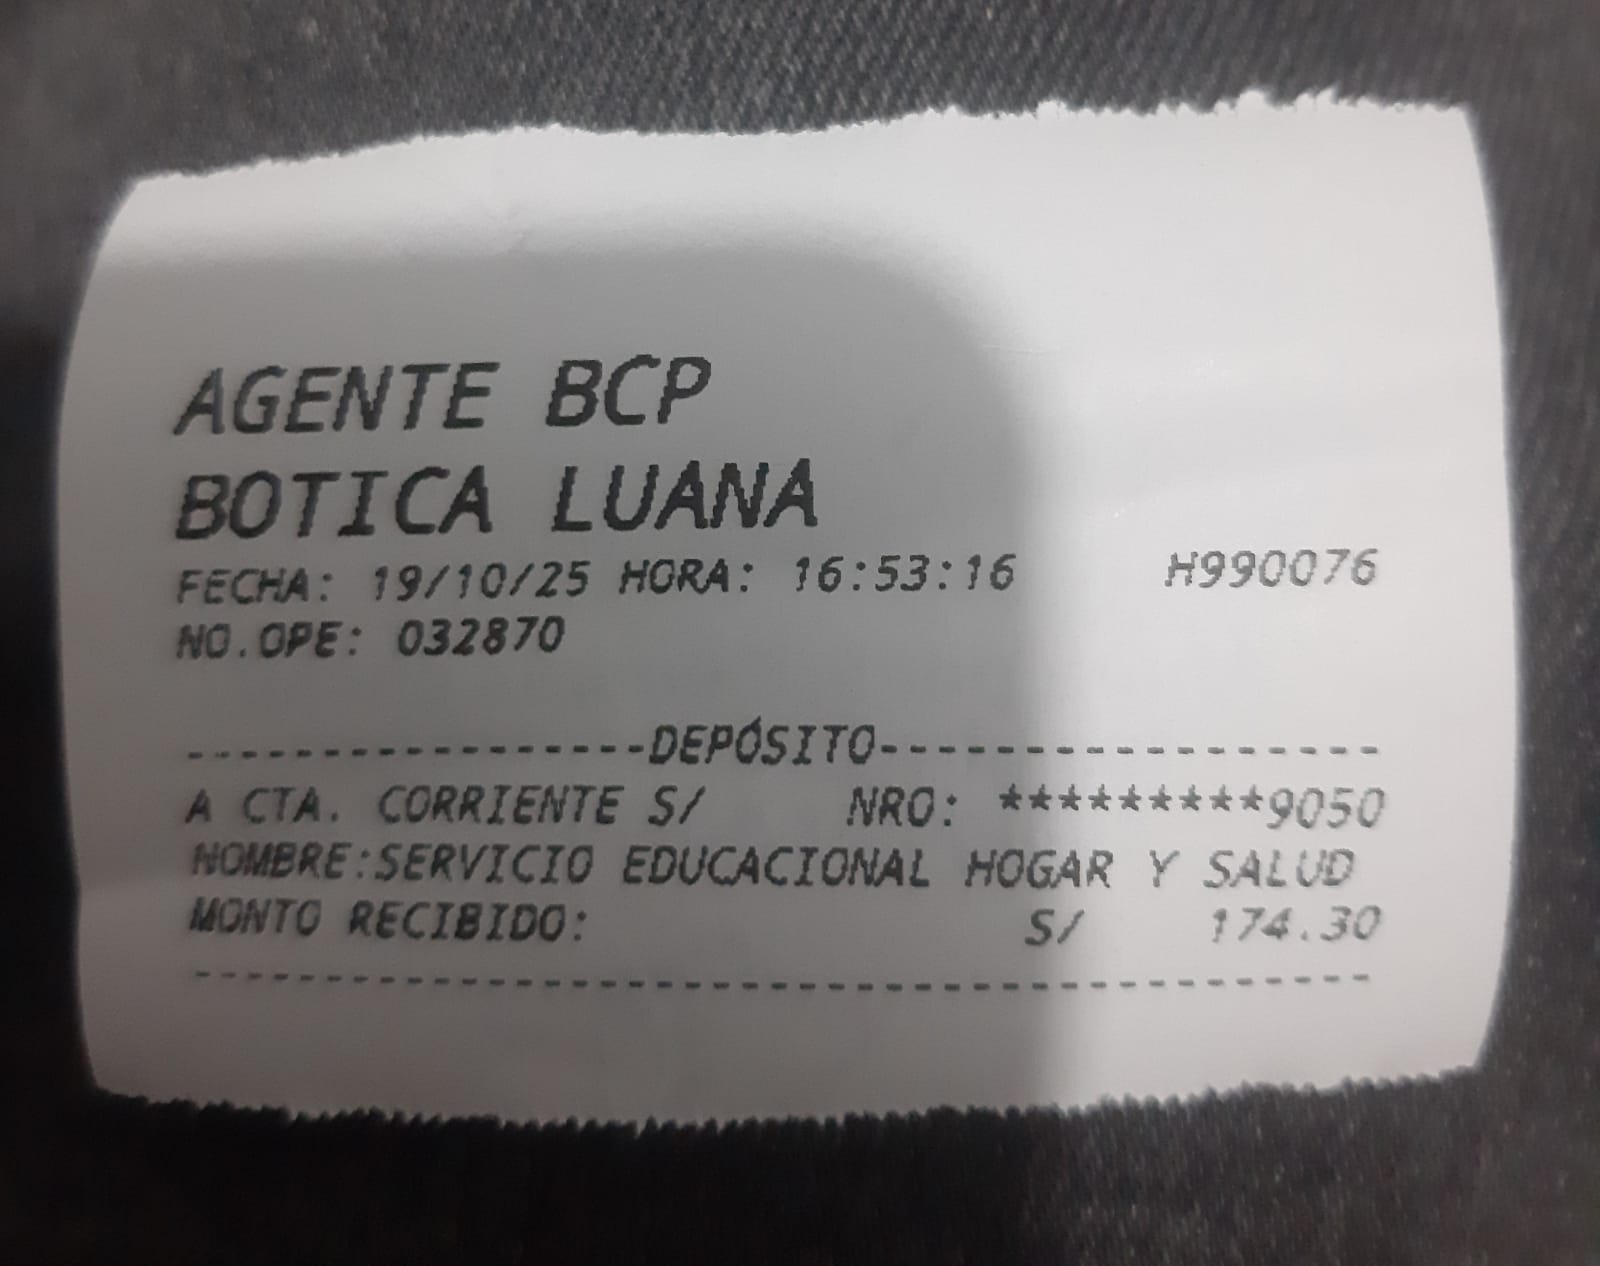 AGENTE BCP
BOTICA LUANA
FECHA: 19/10/25 HORA: 16:53:16 H990076
NO.OPE: 032870
-----------------DEPÓSITO-------------------
A CTA. CORRIENTE S/ NRO: *********9050
NOMBRE:SERVICIO EDUCACIONAL HOGAR Y SALUD
MONTO RECIBIDO: S/ 174.30
--------------------------------------------